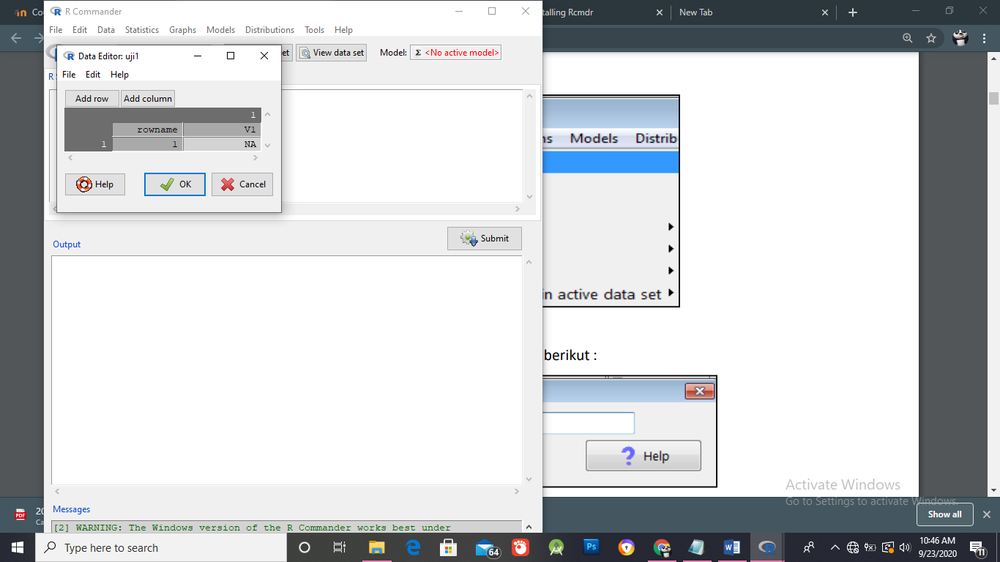 Co
R Commander
talling Rcmdr
New Tab
File Edit Data Statistics Graphs Models Distributions Tools Help
Data Editor: uji1
et
View data set
Model:
Σ <No active model>
File Edit Help
R
Add row
Add column
1
rowname V1
1 1 NA
Help
OK
Cancel
Output
Submit
Messages
[2] WARNING: The Windows version of the R Commander works best under
ns Models Distrib
in active data set
berikut :
Help
Activate Windows
Go to Settings to activate Windows.
PDF
20
Ca
Show all
Type here to search
64
Ps
W
10:46 AM
9/23/2020
11